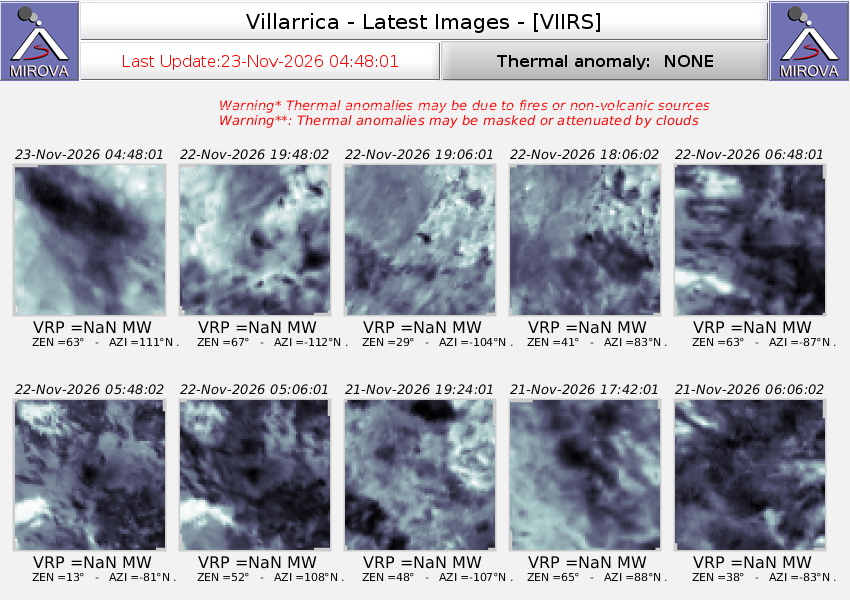 Villarrica - Latest Images - [VIIRS]
MIROVA
MIROVA
Last Update:23-Nov-2026 04:48:01
Thermal anomaly: NONE
Warning* Thermal anomalies may be due to fires or non-volcanic sources
Warning**: Thermal anomalies may be masked or attenuated by clouds
23-Nov-2026 04:48:01
22-Nov-2026 19:48:02
22-Nov-2026 19:06:01
22-Nov-2026 18:06:02
22-Nov-2026 06:48:01
VRP =NaN MW
VRP =NaN MW
VRP =NaN MW
VRP =NaN MW
VRP =NaN MW
ZEN =63° - AZI =111°N .
ZEN =67° - AZI =-112°N .
ZEN =29° - AZI =-104°N .
ZEN =41° - AZI =83°N .
ZEN =63° - AZI =-87°N .
22-Nov-2026 05:48:02
22-Nov-2026 05:06:01
21-Nov-2026 19:24:01
21-Nov-2026 17:42:01
21-Nov-2026 06:06:02
VRP =NaN MW
VRP =NaN MW
VRP =NaN MW
VRP =NaN MW
VRP =NaN MW
ZEN =13° - AZI =-81°N .
ZEN =52° - AZI =108°N .
ZEN =48° - AZI =-107°N .
ZEN =65° - AZI =88°N .
ZEN =38° - AZI =-83°N .